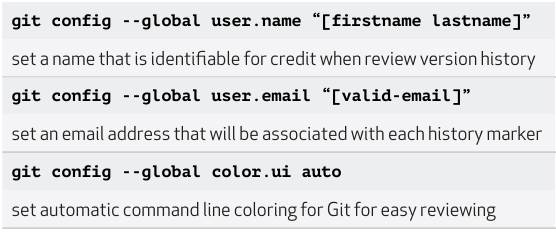 git config --global user.name “[firstname lastname]”
set a name that is identifiable for credit when review version history
git config --global user.email “[valid-email]”
set an email address that will be associated with each history marker
git config --global color.ui auto
set automatic command line coloring for Git for easy reviewing